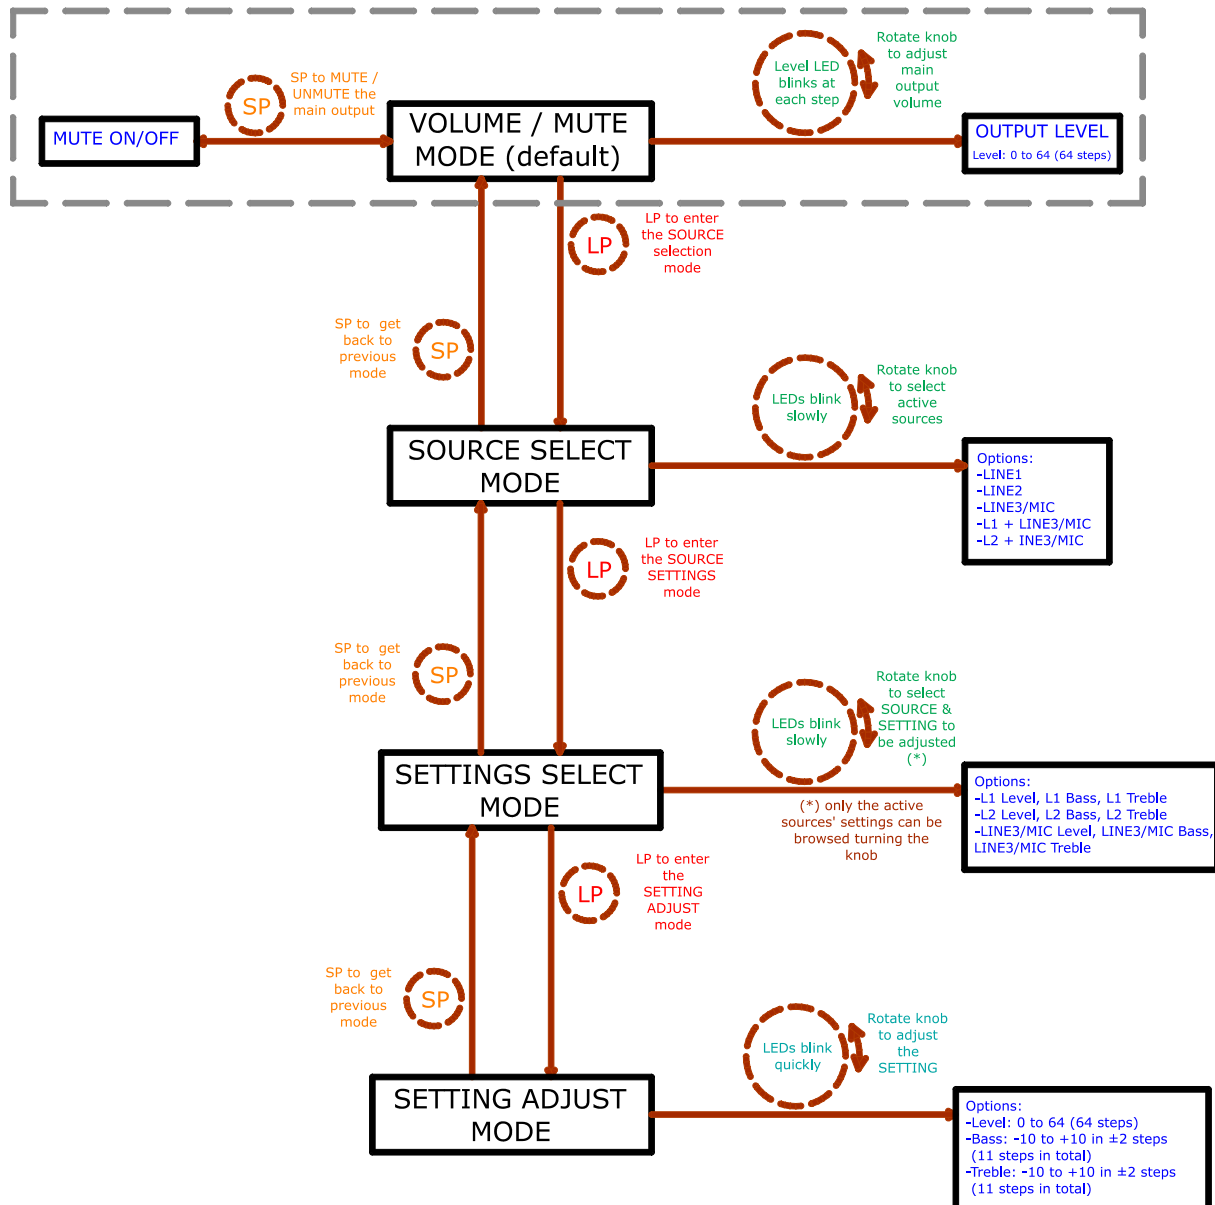 SP to MUTE /
UNMUTE the
main output
SP
MUTE ON/OFF
VOLUME / MUTE
MODE (default)
Level LED
blinks at
each step
Rotate knob
to adjust
main
output
volume
OUTPUT LEVEL
Level: 0 to 64 (64 steps)
LP
LP to enter
the SOURCE
selection
mode
SP to  get
back to
previous
mode
SP
SOURCE SELECT
MODE
LEDs blink
slowly
Rotate knob
to select
active
sources
Options:
-LINE1
-LINE2
-LINE3/MIC
-L1 + LINE3/MIC
-L2 + INE3/MIC
LP
LP to enter
the SOURCE
SETTINGS
mode
SP to  get
back to
previous
mode
SP
SETTINGS SELECT
MODE
LEDs blink
slowly
Rotate knob
to select
SOURCE &
SETTING to
be adjusted
(*)
(*) only the active
sources' settings can be
browsed turning the
knob
Options:
-L1 Level, L1 Bass, L1 Treble
-L2 Level, L2 Bass, L2 Treble
-LINE3/MIC Level, LINE3/MIC Bass,
LINE3/MIC Treble
LP
LP to enter
the
SETTING
ADJUST
mode
SP to  get
back to
previous
mode
SP
SETTING ADJUST
MODE
LEDs blink
quickly
Rotate knob
to adjust
the
SETTING
Options:
-Level: 0 to 64 (64 steps)
-Bass: -10 to +10 in ±2 steps
(11 steps in total)
-Treble: -10 to +10 in ±2 steps
(11 steps in total)